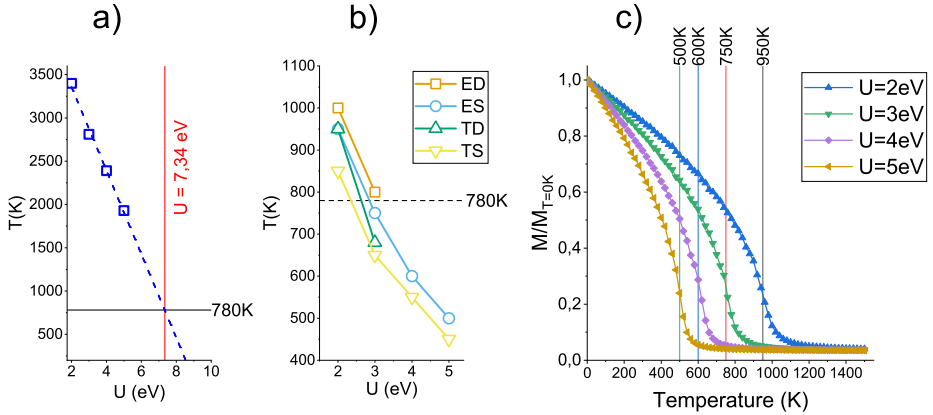 a)
b)
c)
3500
3000
2500
2000
1500
1000
500
T(K)
2
4
6
8
10
U (eV)
U = 7,34 eV
780K
1100
1000
900
800
700
600
500
400
T(K)
2
3
4
5
U (eV)
ED
ES
TD
TS
780K
500K
600K
750K
950K
1,0
0,8
0,6
0,4
0,2
0,0
M/M_{T=0K}
0
200
400
600
800
1000
1200
1400
Temperature (K)
U=2eV
U=3eV
U=4eV
U=5eV